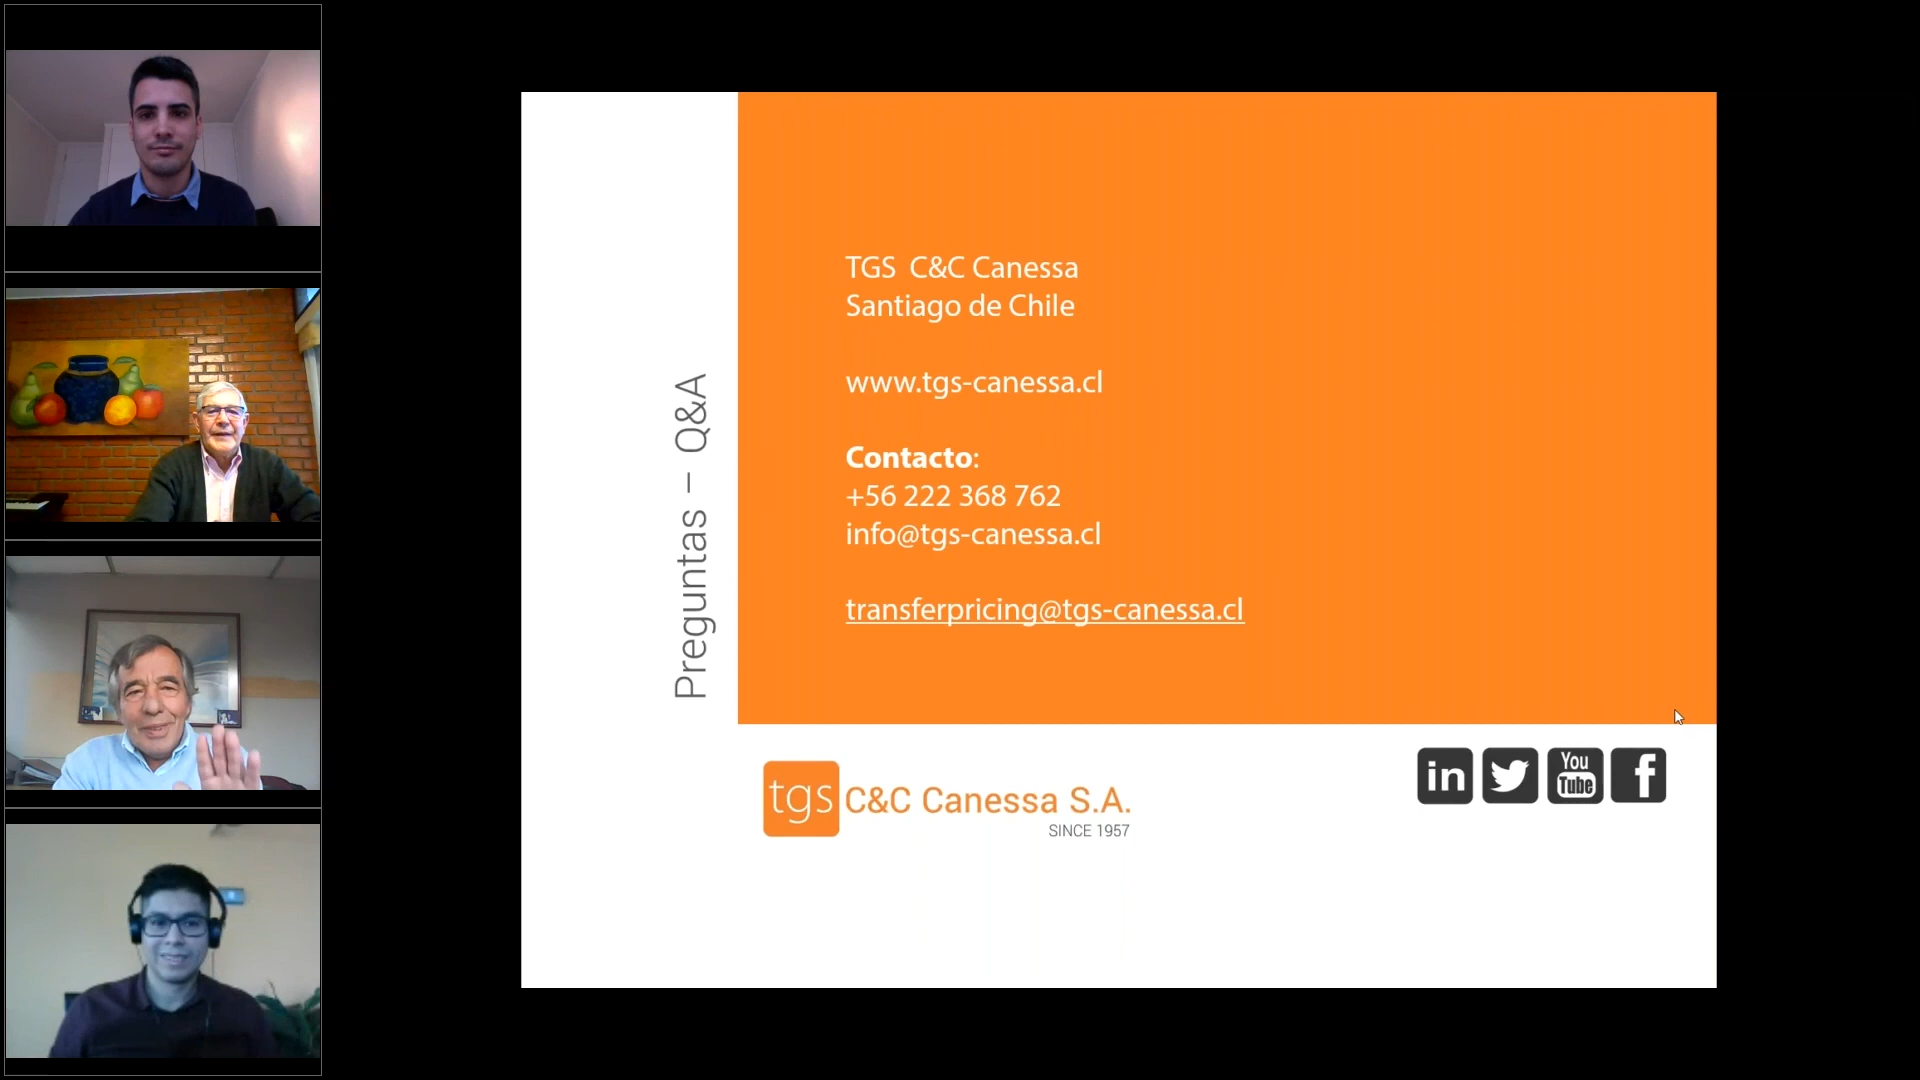 Preguntas – Q&A
TGS C&C Canessa
Santiago de Chile
www.tgs-canessa.cl
Contacto:
+56 222 368 762
info@tgs-canessa.cl
transferpricing@tgs-canessa.cl
tgs C&C Canessa S.A.
SINCE 1957
in
You
Tube
f